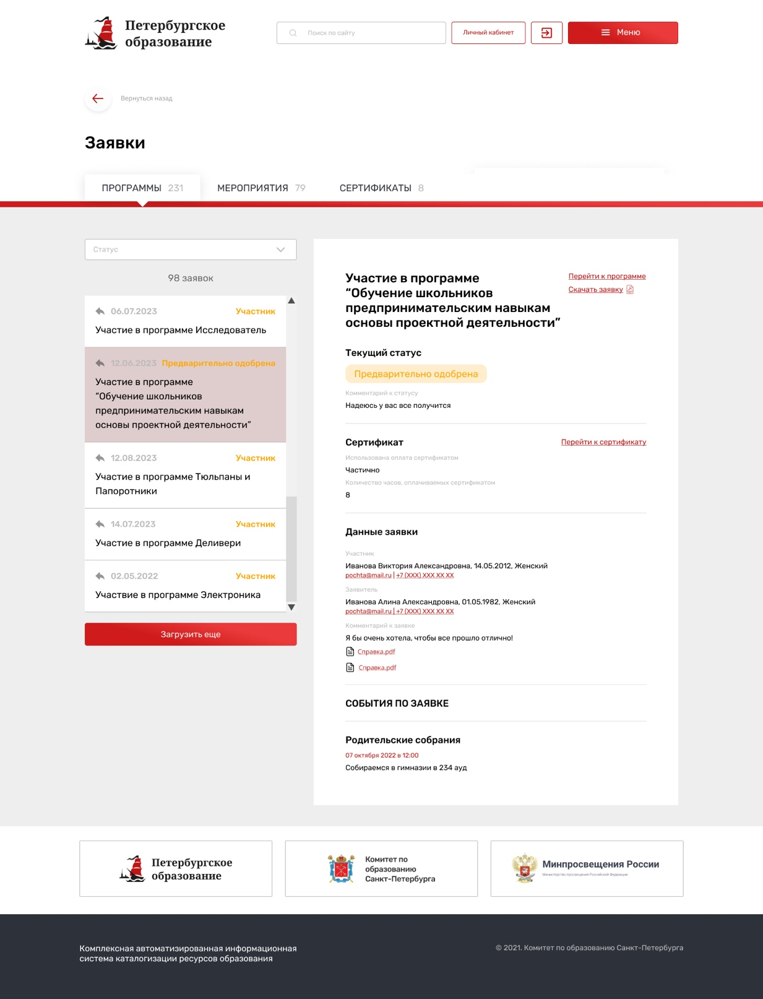 Петербургское
образование
Поиск по сайту
Личный кабинет
Меню
Вернуться назад
Заявки
ПРОГРАММЫ 231
МЕРОПРИЯТИЯ 79
СЕРТИФИКАТЫ 8
Статус
98 заявок
06.07.2023 Участник
Участие в программе Исследователь
12.06.2023 Предварительно одобрена
Участие в программе
“Обучение школьников
предпринимательским навыкам
основы проектной деятельности”
12.08.2023 Участник
Участие в программе Тюльпаны и
Папоротники
14.07.2023 Участник
Участие в программе Деливери
02.05.2022 Участник
Участвие в программе Электроника
Загрузить еще
Участие в программе
“Обучение школьников
предпринимательским навыкам
основы проектной деятельности”
Перейти к программе
Скачать заявку
Текущий статус
Предварительно одобрена
Комментарий к статусу
Надеюсь у вас все получится
Сертификат
Перейти к сертификату
Использована оплата сертификатом
Частично
Количество часов, оплачиваемых сертификатом
8
Данные заявки
Участник
Иванова Виктория Александровна, 14.05.2012, Женский
pochta@mail.ru | +7 (XXX) XXX XX XX
Заявитель
Иванова Алина Александровна, 01.05.1982, Женский
pochta@mail.ru | +7 (XXX) XXX XX XX
Комментарий к заявке
Я бы очень хотела, чтобы все прошло отлично!
Справка.pdf
Справка.pdf
СОБЫТИЯ ПО ЗАЯВКЕ
Родительские собрания
07 октября 2022 в 12:00
Собираемся в гимназии в 234 ауд
Петербургское
образование
Комитет по
образованию
Санкт-Петербурга
Минпросвещения России
Министерство просвещения Российской Федерации
Комплексная автоматизированная информационная
система каталогизации ресурсов образования
© 2021. Комитет по образованию Санкт-Петербурга